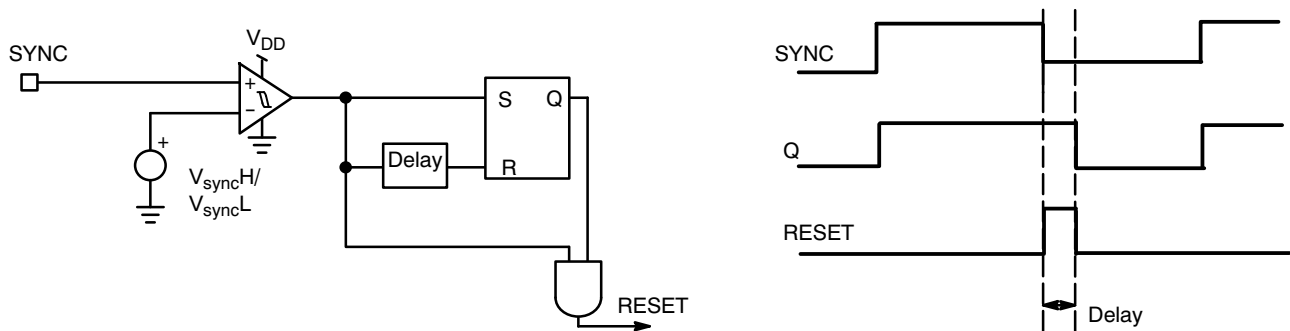 SYNC
VDD
+
−
+
VsyncH/
VsyncL
S
Q
R
Delay
RESET
SYNC
Q
RESET
Delay